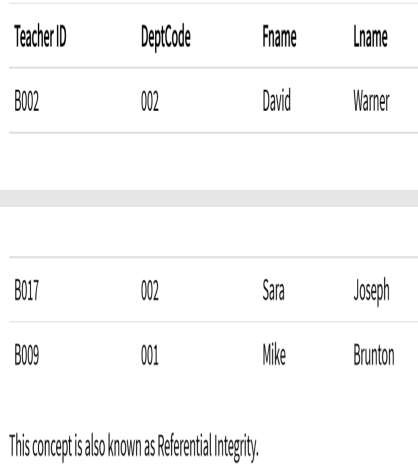 Teacher ID DeptCode Fname Lname
B002 002 David Warner
B017 002 Sara Joseph
B009 001 Mike Brunton
This concept is also known as Referential Integrity.